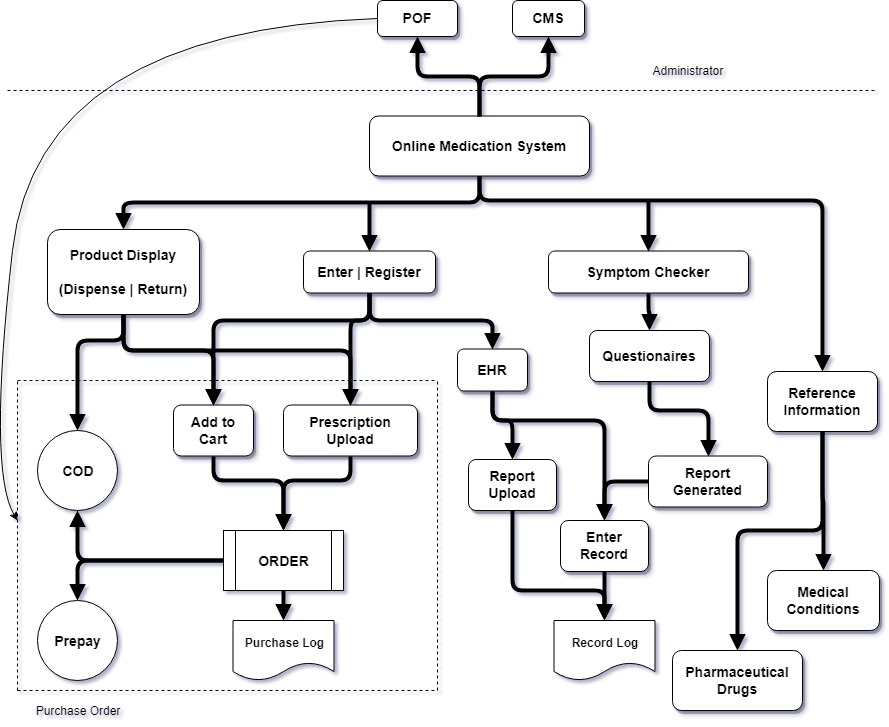 POF
CMS
Administrator
Online Medication System
Product Display
(Dispense | Return)
Enter | Register
Symptom Checker
Questionaires
EHR
Reference
Information
Add to
Cart
Prescription
Upload
COD
Report
Upload
Report
Generated
Enter
Record
ORDER
Medical
Conditions
Prepay
Purchase Log
Record Log
Pharmaceutical
Drugs
Purchase Order